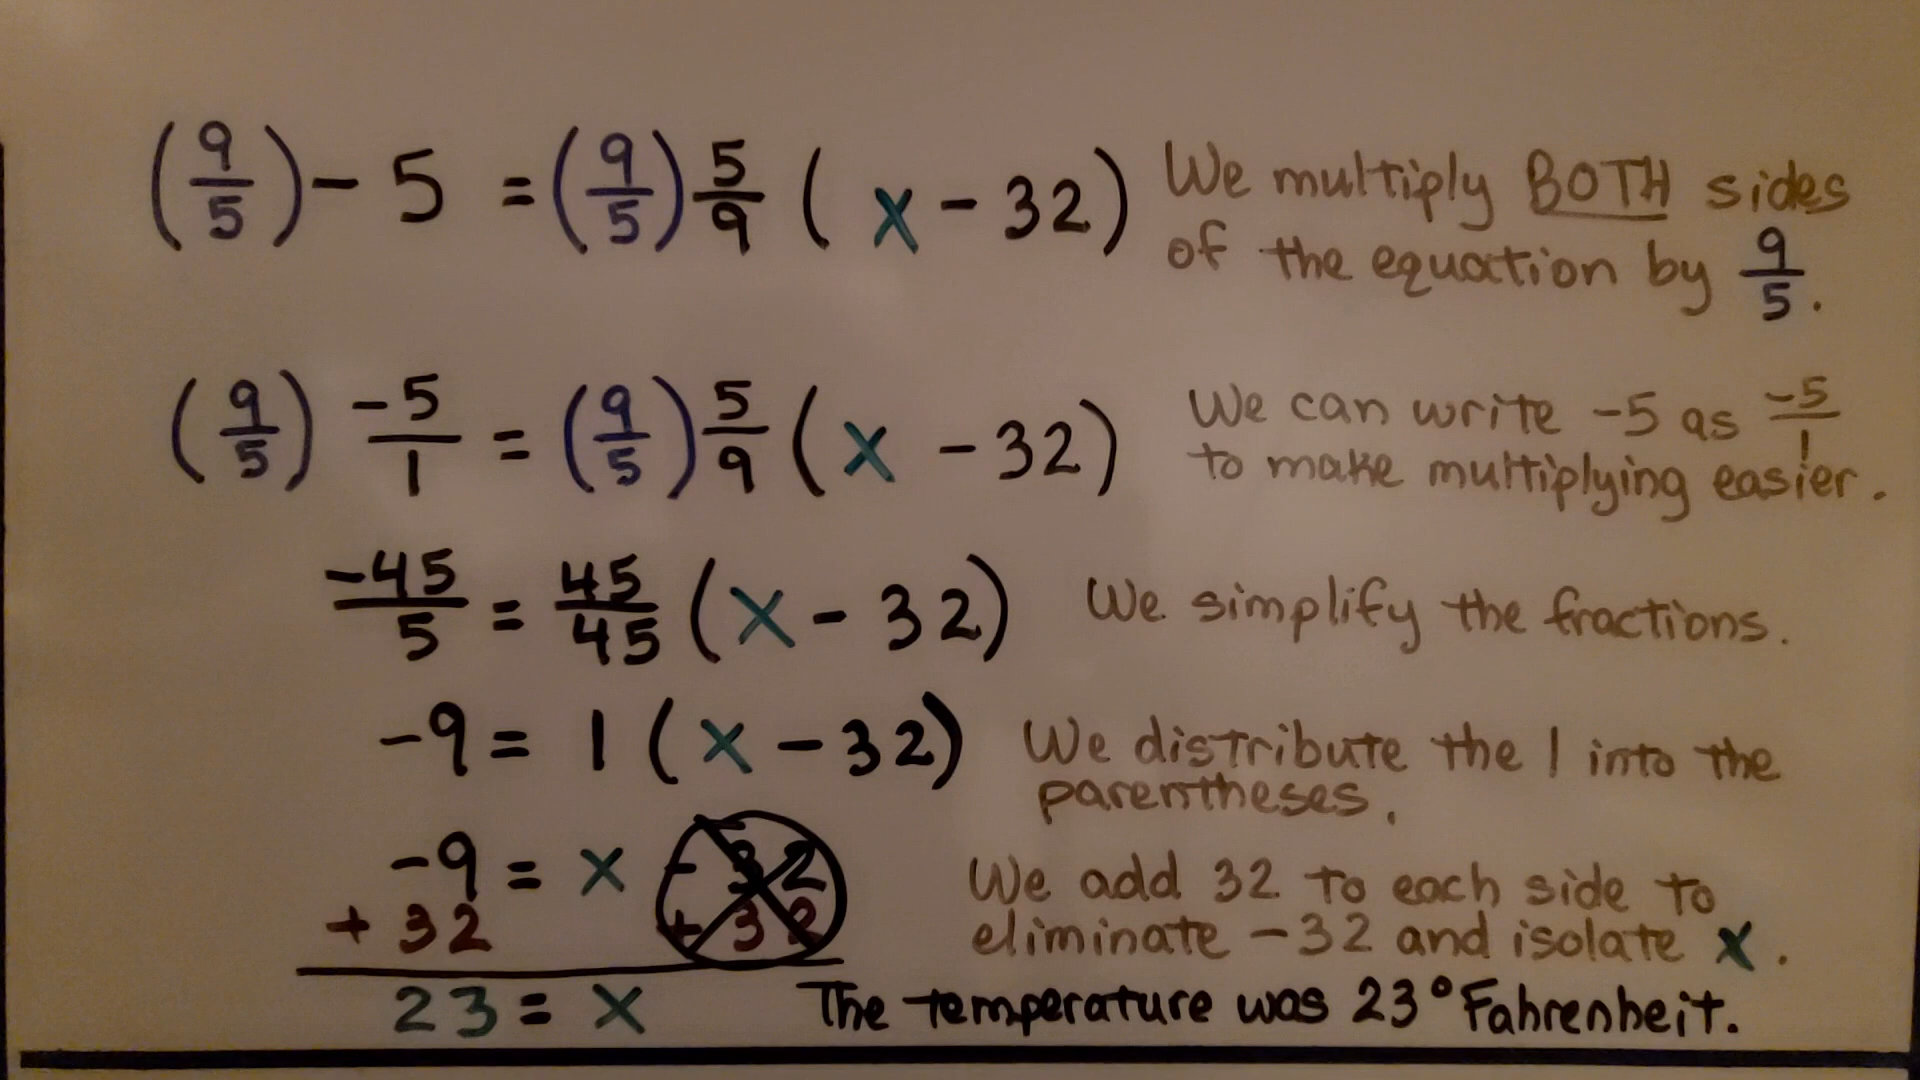 (9/5) - 5 = (9/5) 5/9 (x - 32) We multiply BOTH sides
of the equation by 9/5.
(9/5) -5/1 = (9/5) 5/9 (x - 32) We can write -5 as -5/1
to make multiplying easier.
-45/5 = 45/45 (x - 32) We simplify the fractions.
-9 = 1 (x - 32) We distribute the 1 into the
parentheses.
-9 = x - 32 We add 32 to each side to
+ 32 + 32 eliminate -32 and isolate x.
23 = x The temperature was 23° Fahrenheit.